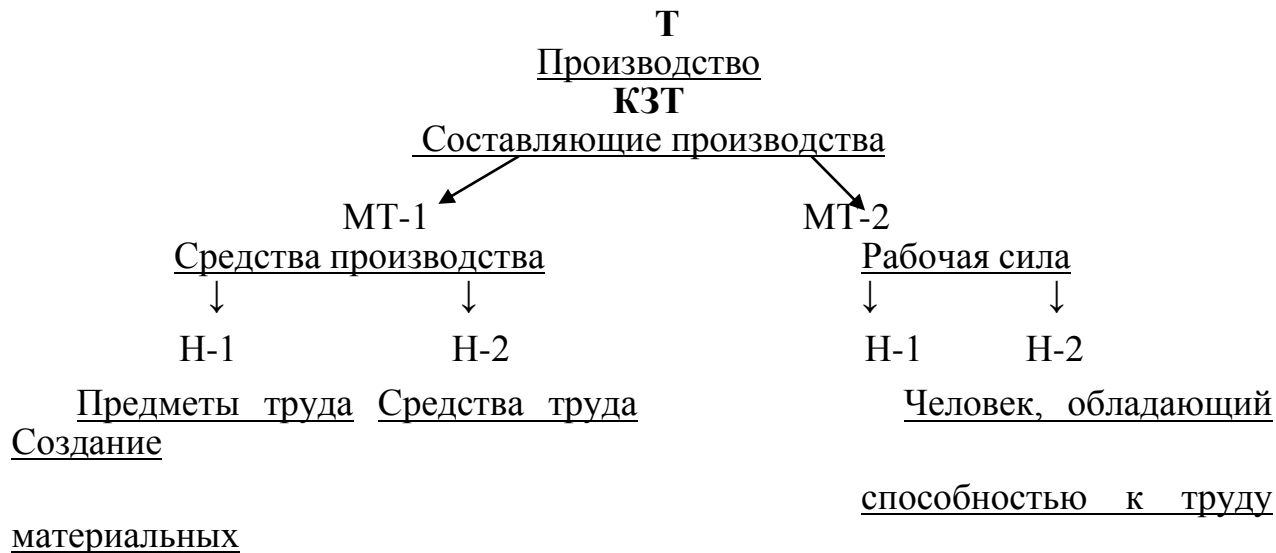 Т
Производство
КЗТ
Составляющие производства
МТ-1 МТ-2
Средства производства Рабочая сила
↓ ↓ ↓ ↓
Н-1 Н-2 Н-1 Н-2
Предметы труда Средства труда Человек, обладающий
Создание
способностью к труду
материальных